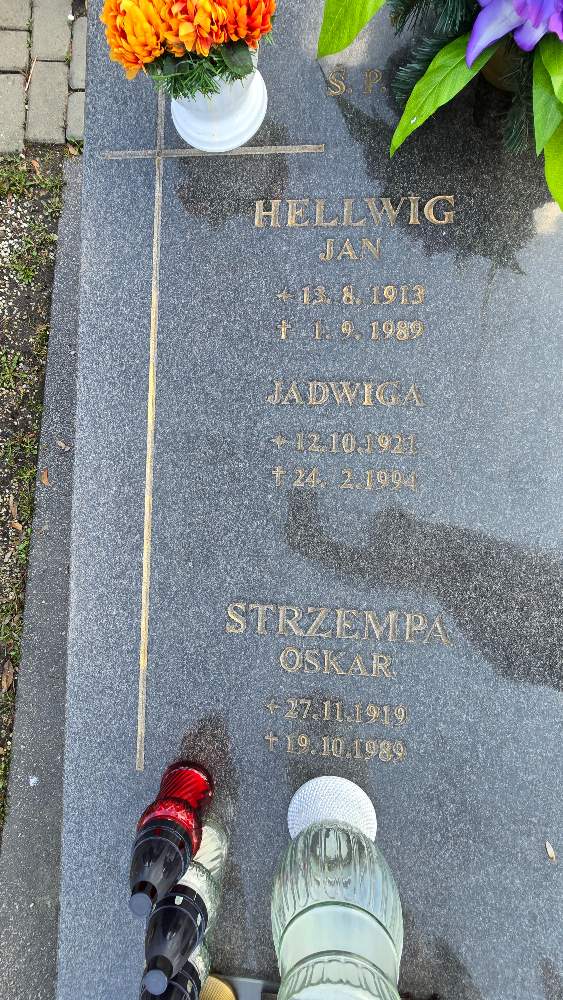 Ś. P.
HELLWIG
JAN
* 13. 8. 1913
† 1. 9. 1989
JADWIGA
* 12.10.1921
† 24. 2.1994
STRZEMPA
OSKAR
* 27.11.1919
† 19.10.1989